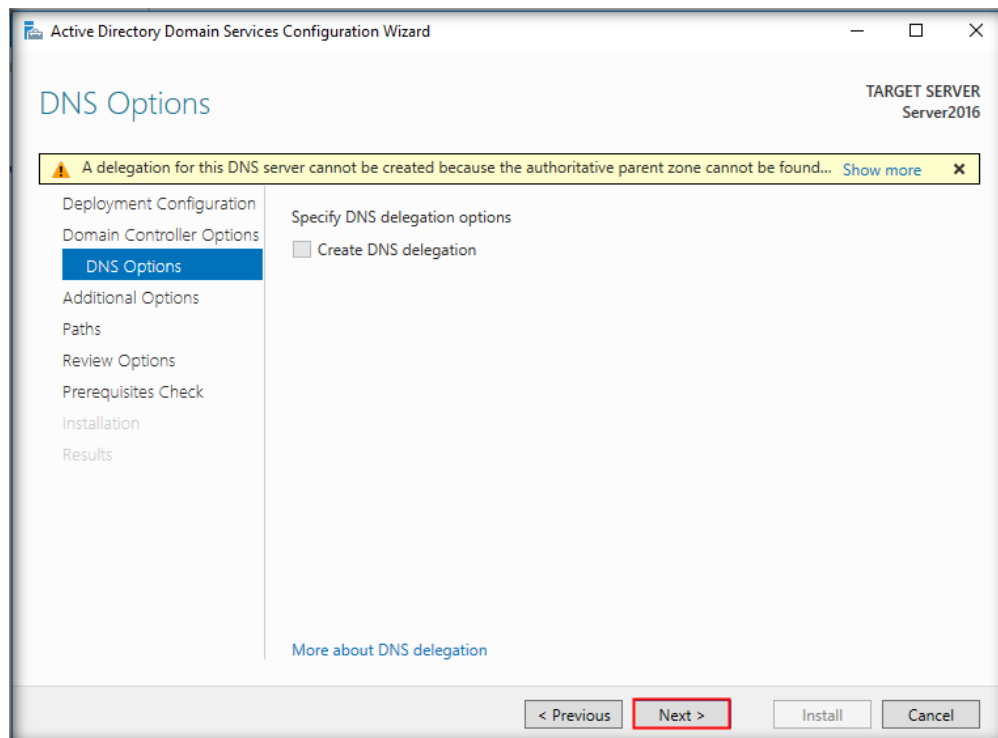 Active Directory Domain Services Configuration Wizard
DNS Options
TARGET SERVER
Server2016
A delegation for this DNS server cannot be created because the authoritative parent zone cannot be found... Show more
Deployment Configuration
Domain Controller Options
DNS Options
Additional Options
Paths
Review Options
Prerequisites Check
Installation
Results
Specify DNS delegation options
Create DNS delegation
More about DNS delegation
< Previous Next > Install Cancel